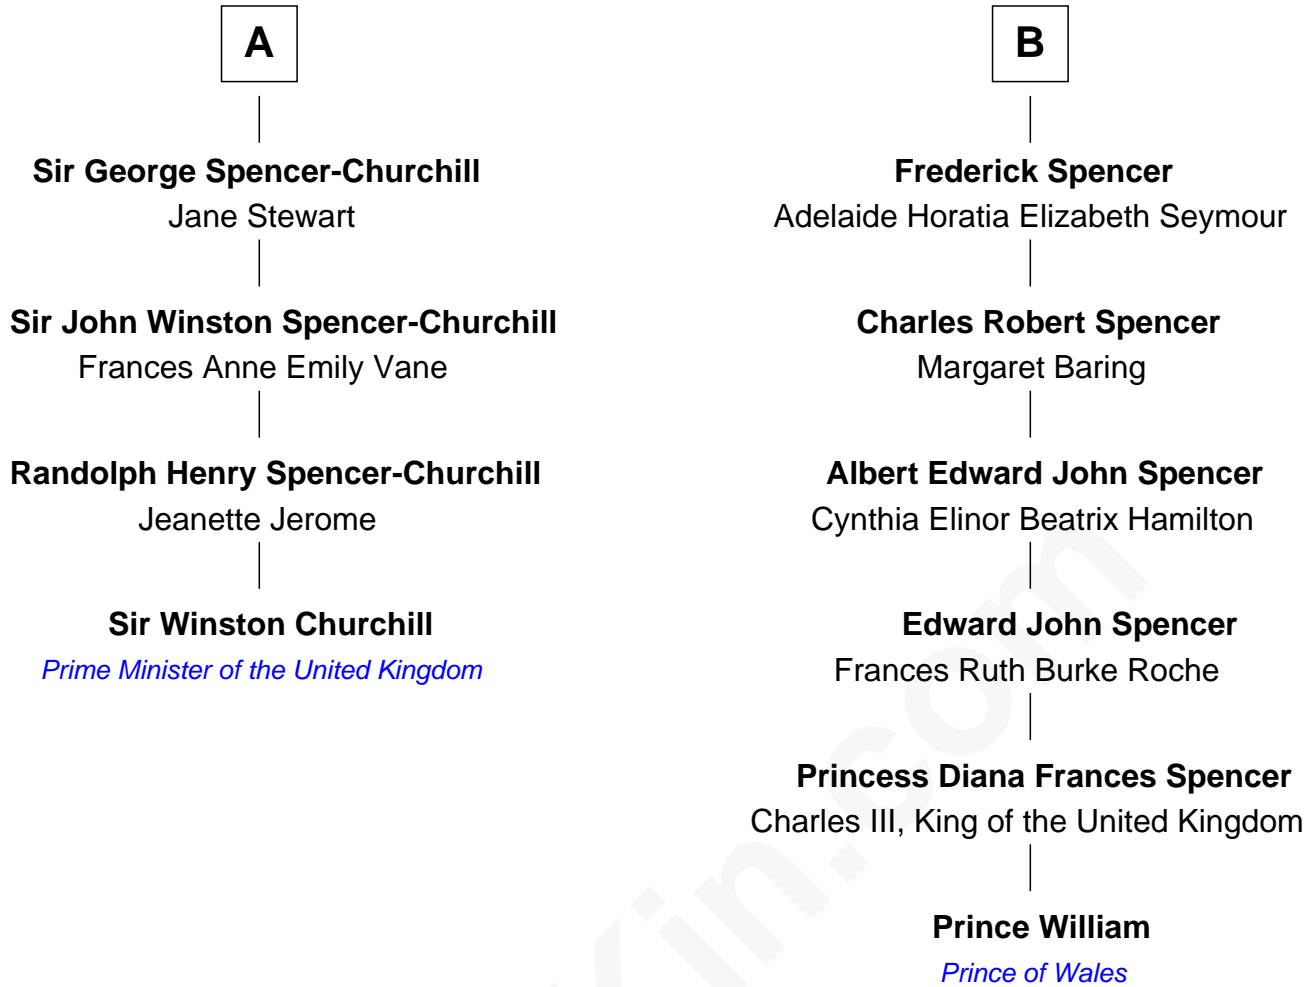 A
Sir George Spencer-Churchill
Jane Stewart
Sir John Winston Spencer-Churchill
Frances Anne Emily Vane
Randolph Henry Spencer-Churchill
Jeanette Jerome
Sir Winston Churchill
Prime Minister of the United Kingdom
B
Frederick Spencer
Adelaide Horatia Elizabeth Seymour
Charles Robert Spencer
Margaret Baring
Albert Edward John Spencer
Cynthia Elinor Beatrix Hamilton
Edward John Spencer
Frances Ruth Burke Roche
Princess Diana Frances Spencer
Charles III, King of the United Kingdom
Prince William
Prince of Wales
Kin.com